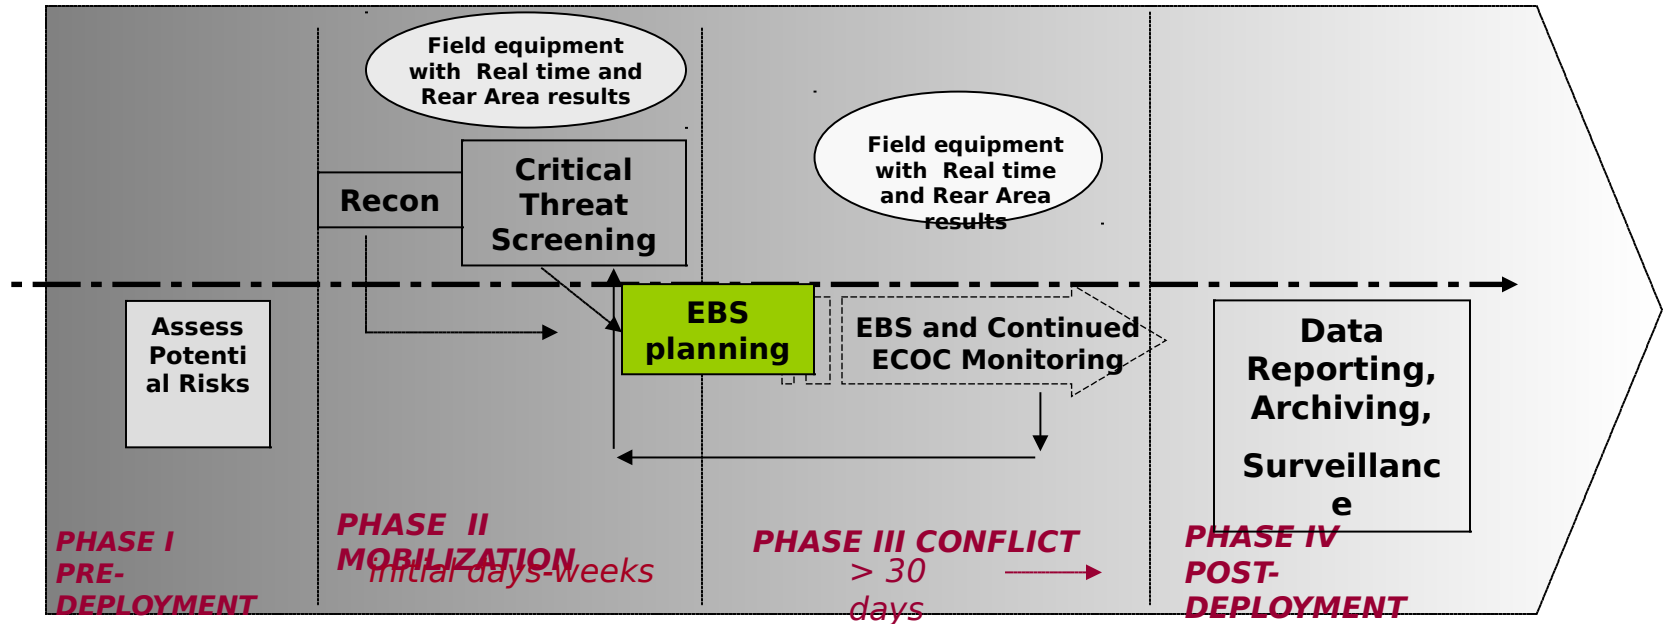 Field equipment
with Real time and
Rear Area results
Field equipment
with Real time
and Rear Area
results
Recon
Critical
Threat
Screening
Assess
Potenti
al Risks
EBS
planning
EBS and Continued
ECOC Monitoring
Data
Reporting,
Archiving,
Surveillanc
e
PHASE I
PRE-
DEPLOYMENT
PHASE II
MOBILIZATION
initial days-weeks
PHASE III CONFLICT
> 30
days
PHASE IV
POST-
DEPLOYMENT